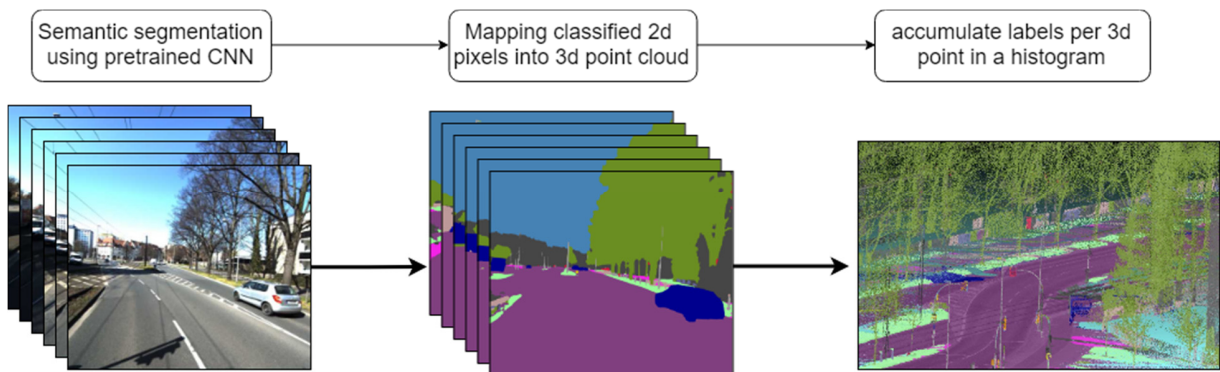 Semantic segmentation
using pretrained CNN
Mapping classified 2d
pixels into 3d point cloud
accumulate labels per 3d
point in a histogram